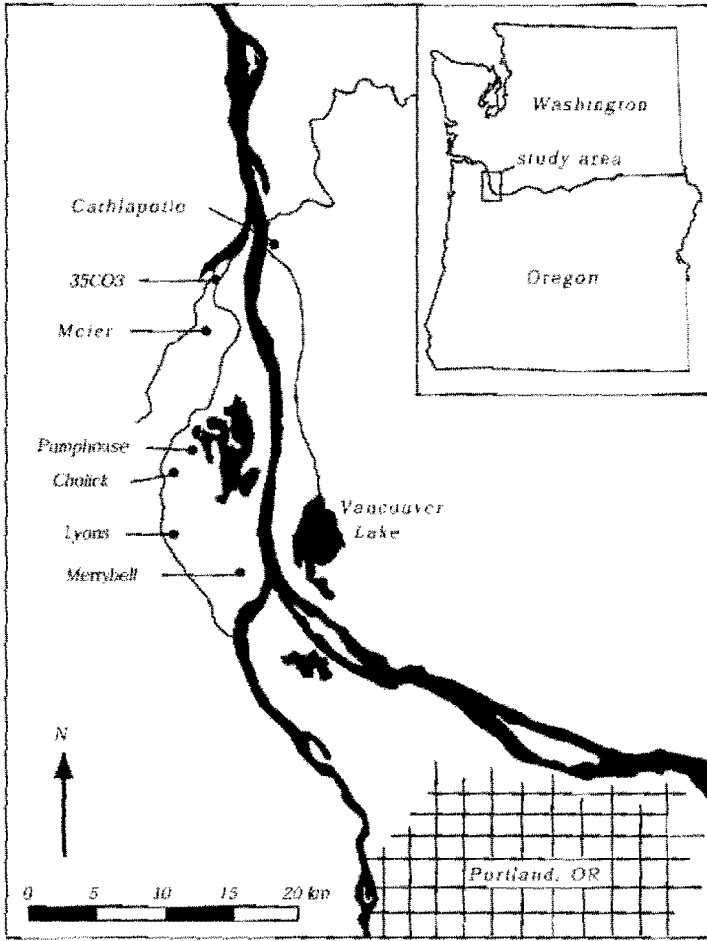 Washington
study area
Oregon
Cathlapotle
35CO3
Meier
Pumphouse
Cholick
Lyons
Merrybell
Vancouver
Lake
N
0 5 10 15 20 km
Portland, OR